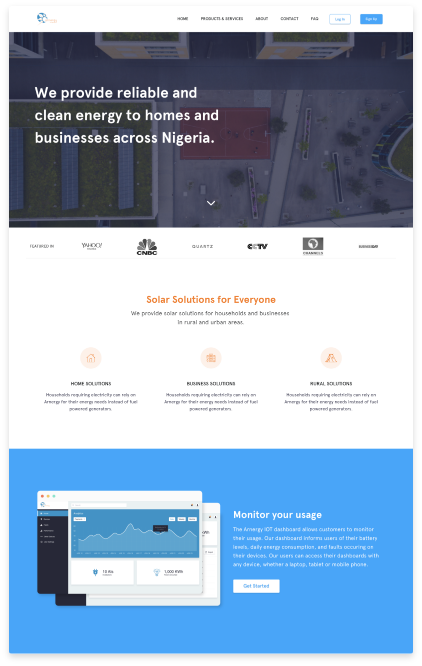 HOME PRODUCTS & SERVICES ABOUT CONTACT FAQ Log In Sign Up
We provide reliable and
clean energy to homes and
businesses across Nigeria.
FEATURED IN YAHOO! CNBC QUARTZ CCTV CHANNELS
Solar Solutions for Everyone
We provide solar solutions for households and businesses
in rural and urban areas.
HOME SOLUTIONS
Households requiring electricity can rely on
Arnergy for their energy needs instead of fuel
powered generators.
BUSINESS SOLUTIONS
Households requiring electricity can rely on
Arnergy for their energy needs instead of fuel
powered generators.
RURAL SOLUTIONS
Households requiring electricity can rely on
Arnergy for their energy needs instead of fuel
powered generators.
Monitor your usage
The Arnergy IOT dashboard allows customers to monitor
their usage. Our dashboard informs users of their battery
levels, daily energy consumption, and faults occuring on
their devices. Our users can access their dashboards with
any device, whether a laptop, tablet or mobile phone.
Get Started